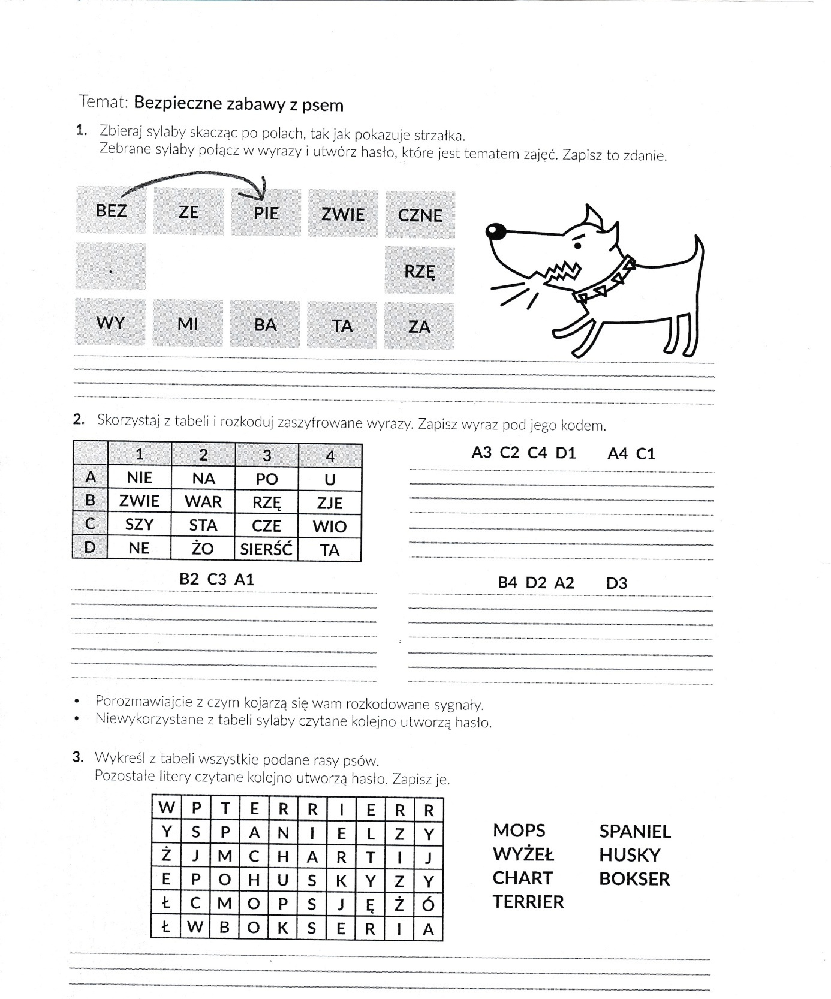 Temat: Bezpieczne zabawy z psem
1. Zbieraj sylaby skacząc po polach, tak jak pokazuje strzałka.
Zebrane sylaby połącz w wyrazy i utwórz hasło, które jest tematem zajęć. Zapisz to zdanie.
BEZ ZE PIE ZWIE CZNE
. RZĘ
WY MI BA TA ZA
2. Skorzystaj z tabeli i rozkoduj zaszyfrowane wyrazy. Zapisz wyraz pod jego kodem.
1 2 3 4
A NIE NA PO U
B ZWIE WAR RZĘ ZJE
C SZY STA CZE WIO
D NE ŻO SIERŚĆ TA
A3 C2 C4 D1 A4 C1
B2 C3 A1
B4 D2 A2 D3
• Porozmawiajcie z czym kojarzą się wam rozkodowane sygnały.
• Niewykorzystane z tabeli sylaby czytane kolejno utworzą hasło.
3. Wykreśl z tabeli wszystkie podane rasy psów.
Pozostałe litery czytane kolejno utworzą hasło. Zapisz je.
W P T E R R I E R R
Y S P A N I E L Z Y
Ż J M C H A R T I J
E P O H U S K Y Z Y
Ł C M O P S J Ę Ż Ó
Ł W B O K S E R I A
MOPS SPANIEL
WYŻEŁ HUSKY
CHART BOKSER
TERRIER